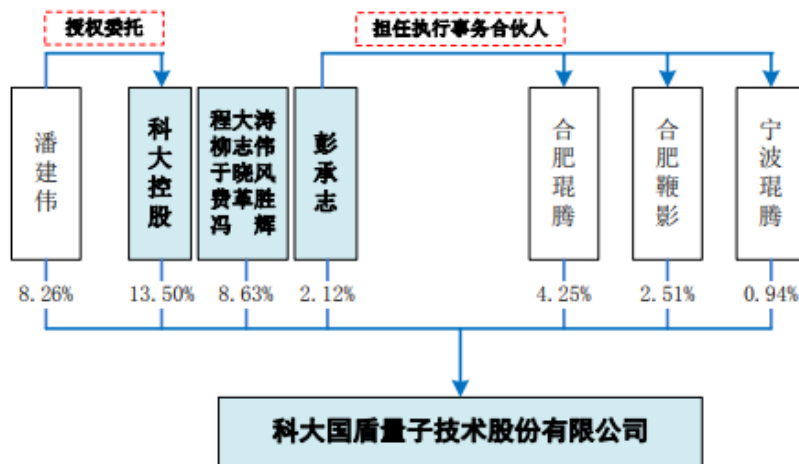 授权委托
担任执行事务合伙人
潘建伟
科大控股
程大涛
柳志伟
于晓风
费革胜
冯辉
彭承志
合肥琨腾
合肥鞭影
宁波琨腾
8.26%
13.50%
8.63%
2.12%
4.25%
2.51%
0.94%
科大国盾量子技术股份有限公司